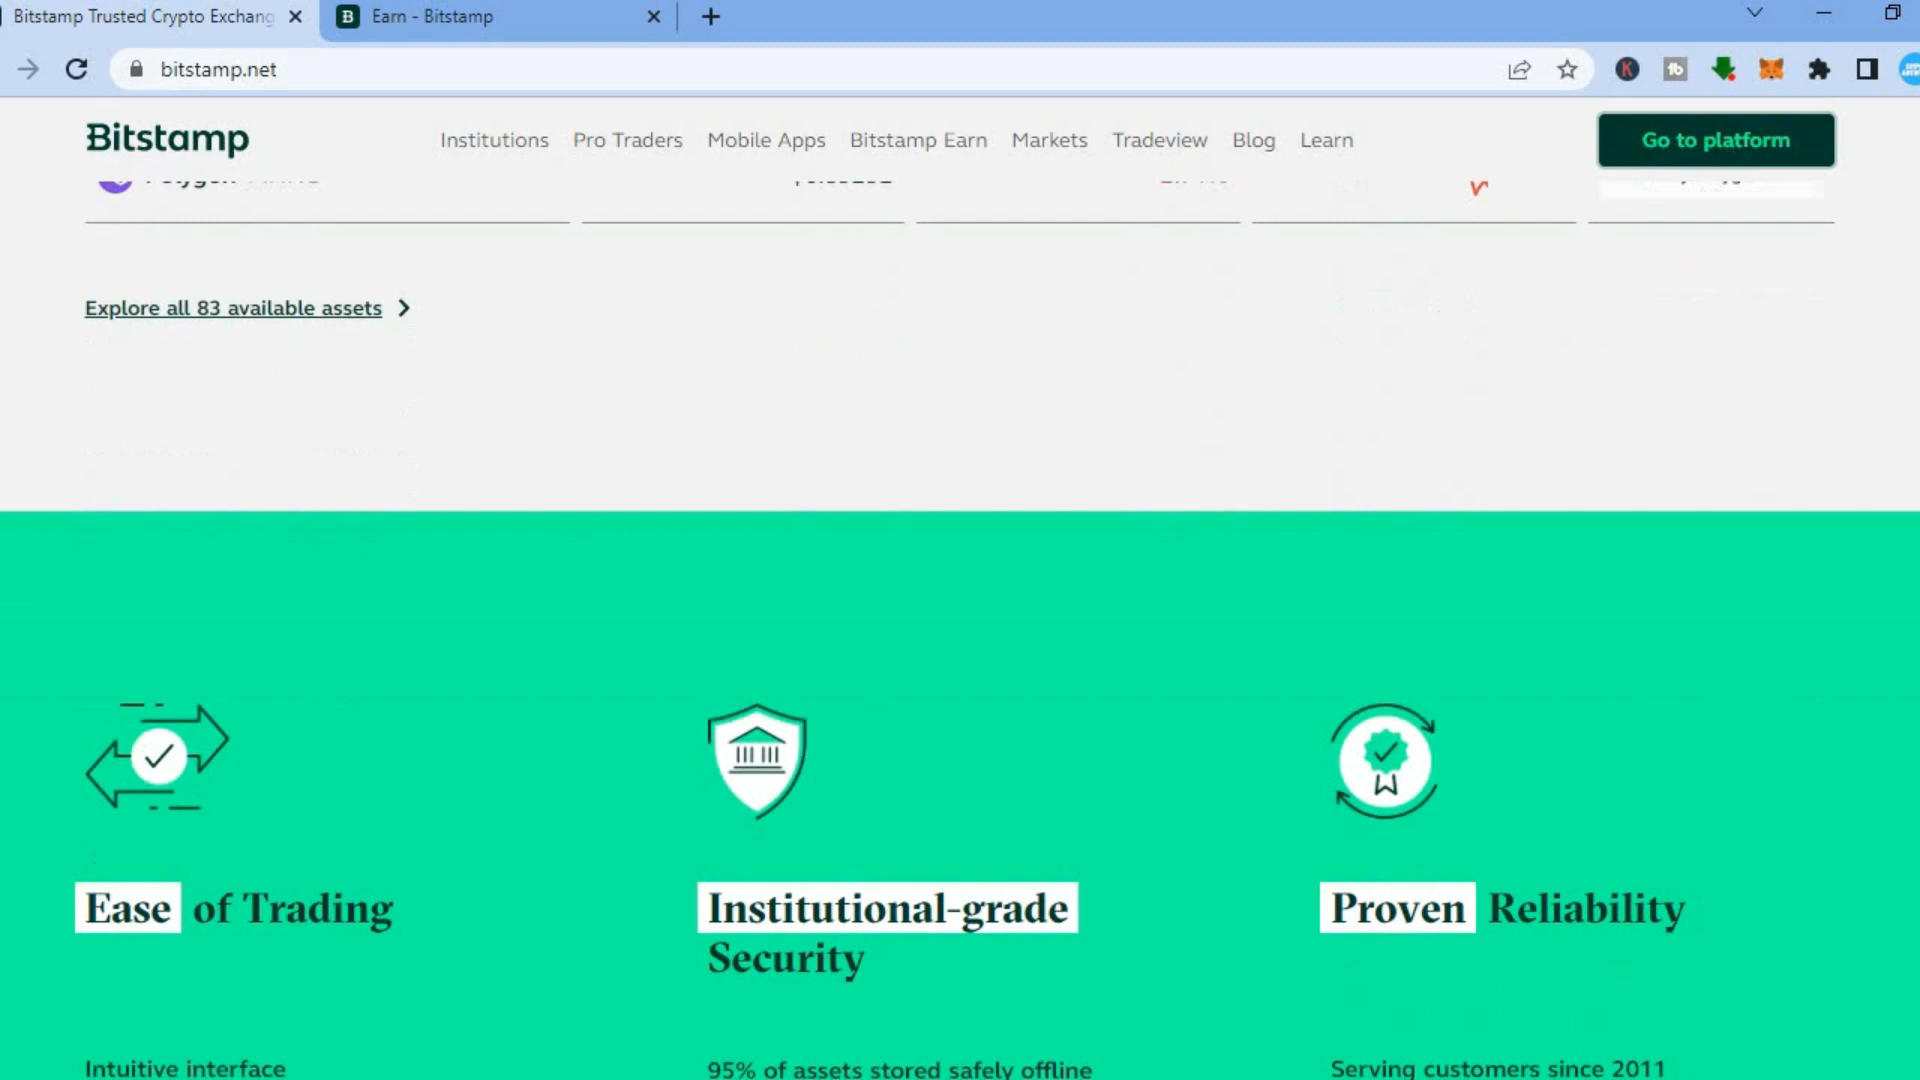 Bitstamp Trusted Crypto Exchang
Earn - Bitstamp
bitstamp.net
Bitstamp
Institutions
Pro Traders
Mobile Apps
Bitstamp Earn
Markets
Tradeview
Blog
Learn
Go to platform
Explore all 83 available assets
Ease of Trading
Institutional-grade
Security
Proven Reliability
Intuitive interface
95% of assets stored safely offline
Serving customers since 2011